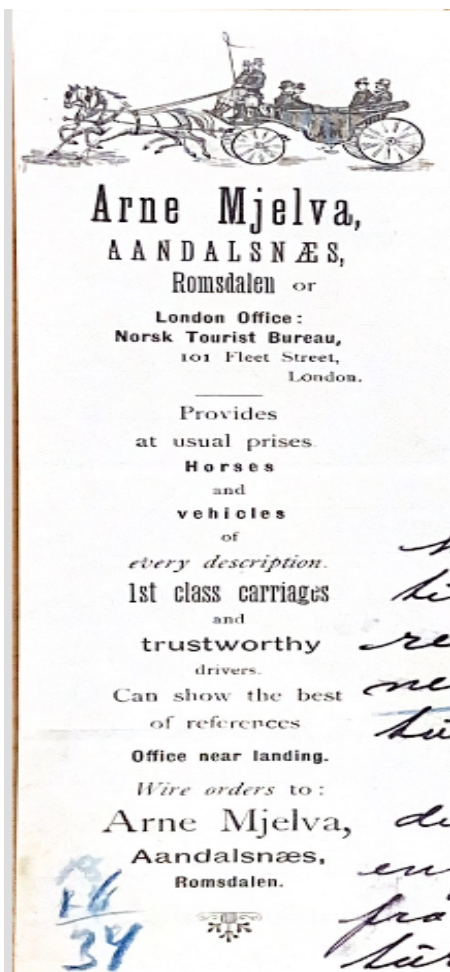 Arne Mjelva,
AANDALSNÆS,
Romsdalen or
London Office:
Norsk Tourist Bureau,
101 Fleet Street,
London.
Provides
at usual prises
Horses
and
vehicles
of
every description.
1st class carriages
and
trustworthy
drivers.
Can show the best
of references
Office near landing.
Wire orders to:
Arne Mjelva,
Aandalsnæs,
Romsdalen.
34